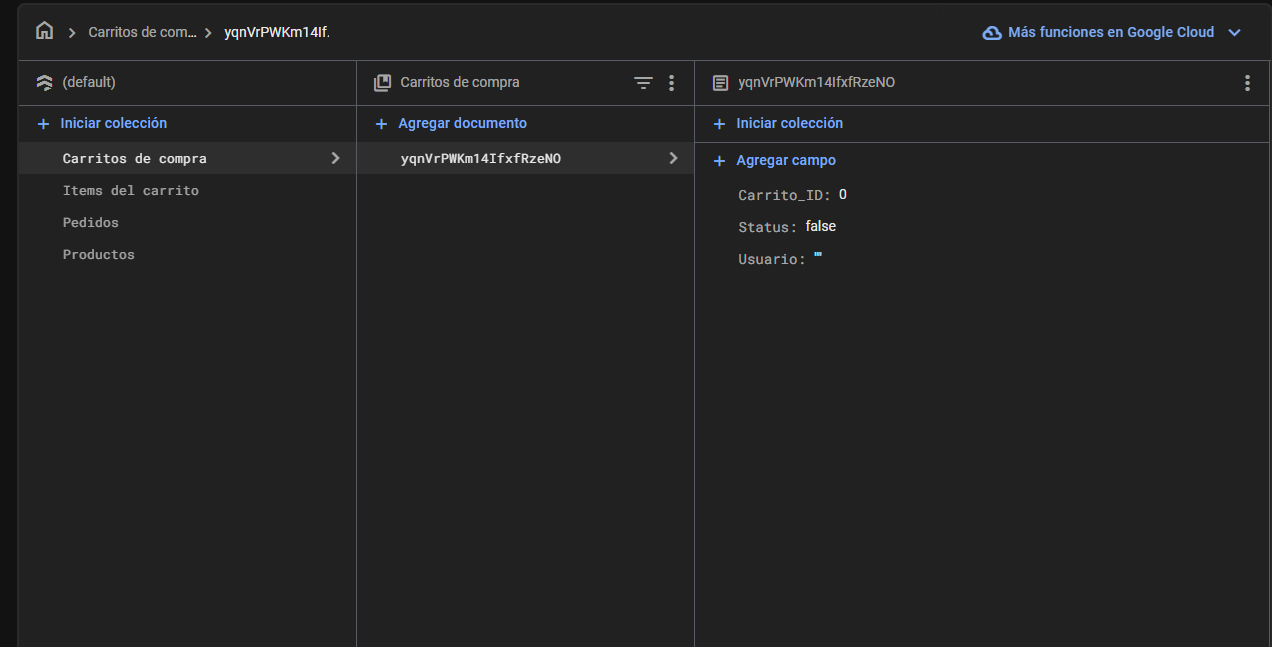 Carritos de com... yqnVrPWKm14If.
Más funciones en Google Cloud
(default)
Carritos de compra
yqnVrPWKm14IfxfRzeNO
+ Iniciar colección
+ Agregar documento
+ Iniciar colección
Carritos de compra
yqnVrPWKm14IfxfRzeNO
+ Agregar campo
Items del carrito
Pedidos
Productos
Carrito_ID: 0
Status: false
Usuario: ""